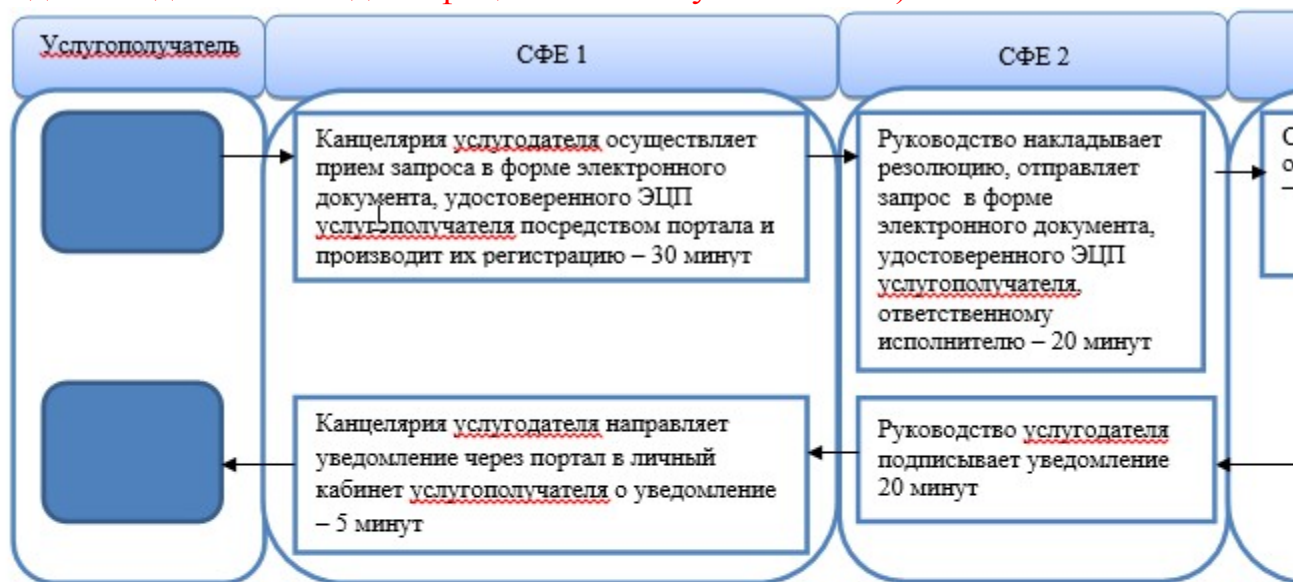 Услугополучатель
СФЕ 1
СФЕ 2
Канцелярия услугодателя осуществляет
прием запроса в форме электронного
документа, удостоверенного ЭЦП
услугополучателя посредством портала и
производит их регистрацию – 30 минут
Руководство накладывает
резолюцию, отправляет
запрос в форме
электронного документа,
удостоверенного ЭЦП
услугополучателя,
ответственному
исполнителю – 20 минут
Канцелярия услугодателя направляет
уведомление через портал в личный
кабинет услугополучателя о уведомление
– 5 минут
Руководство услугодателя
подписывает уведомление
20 минут